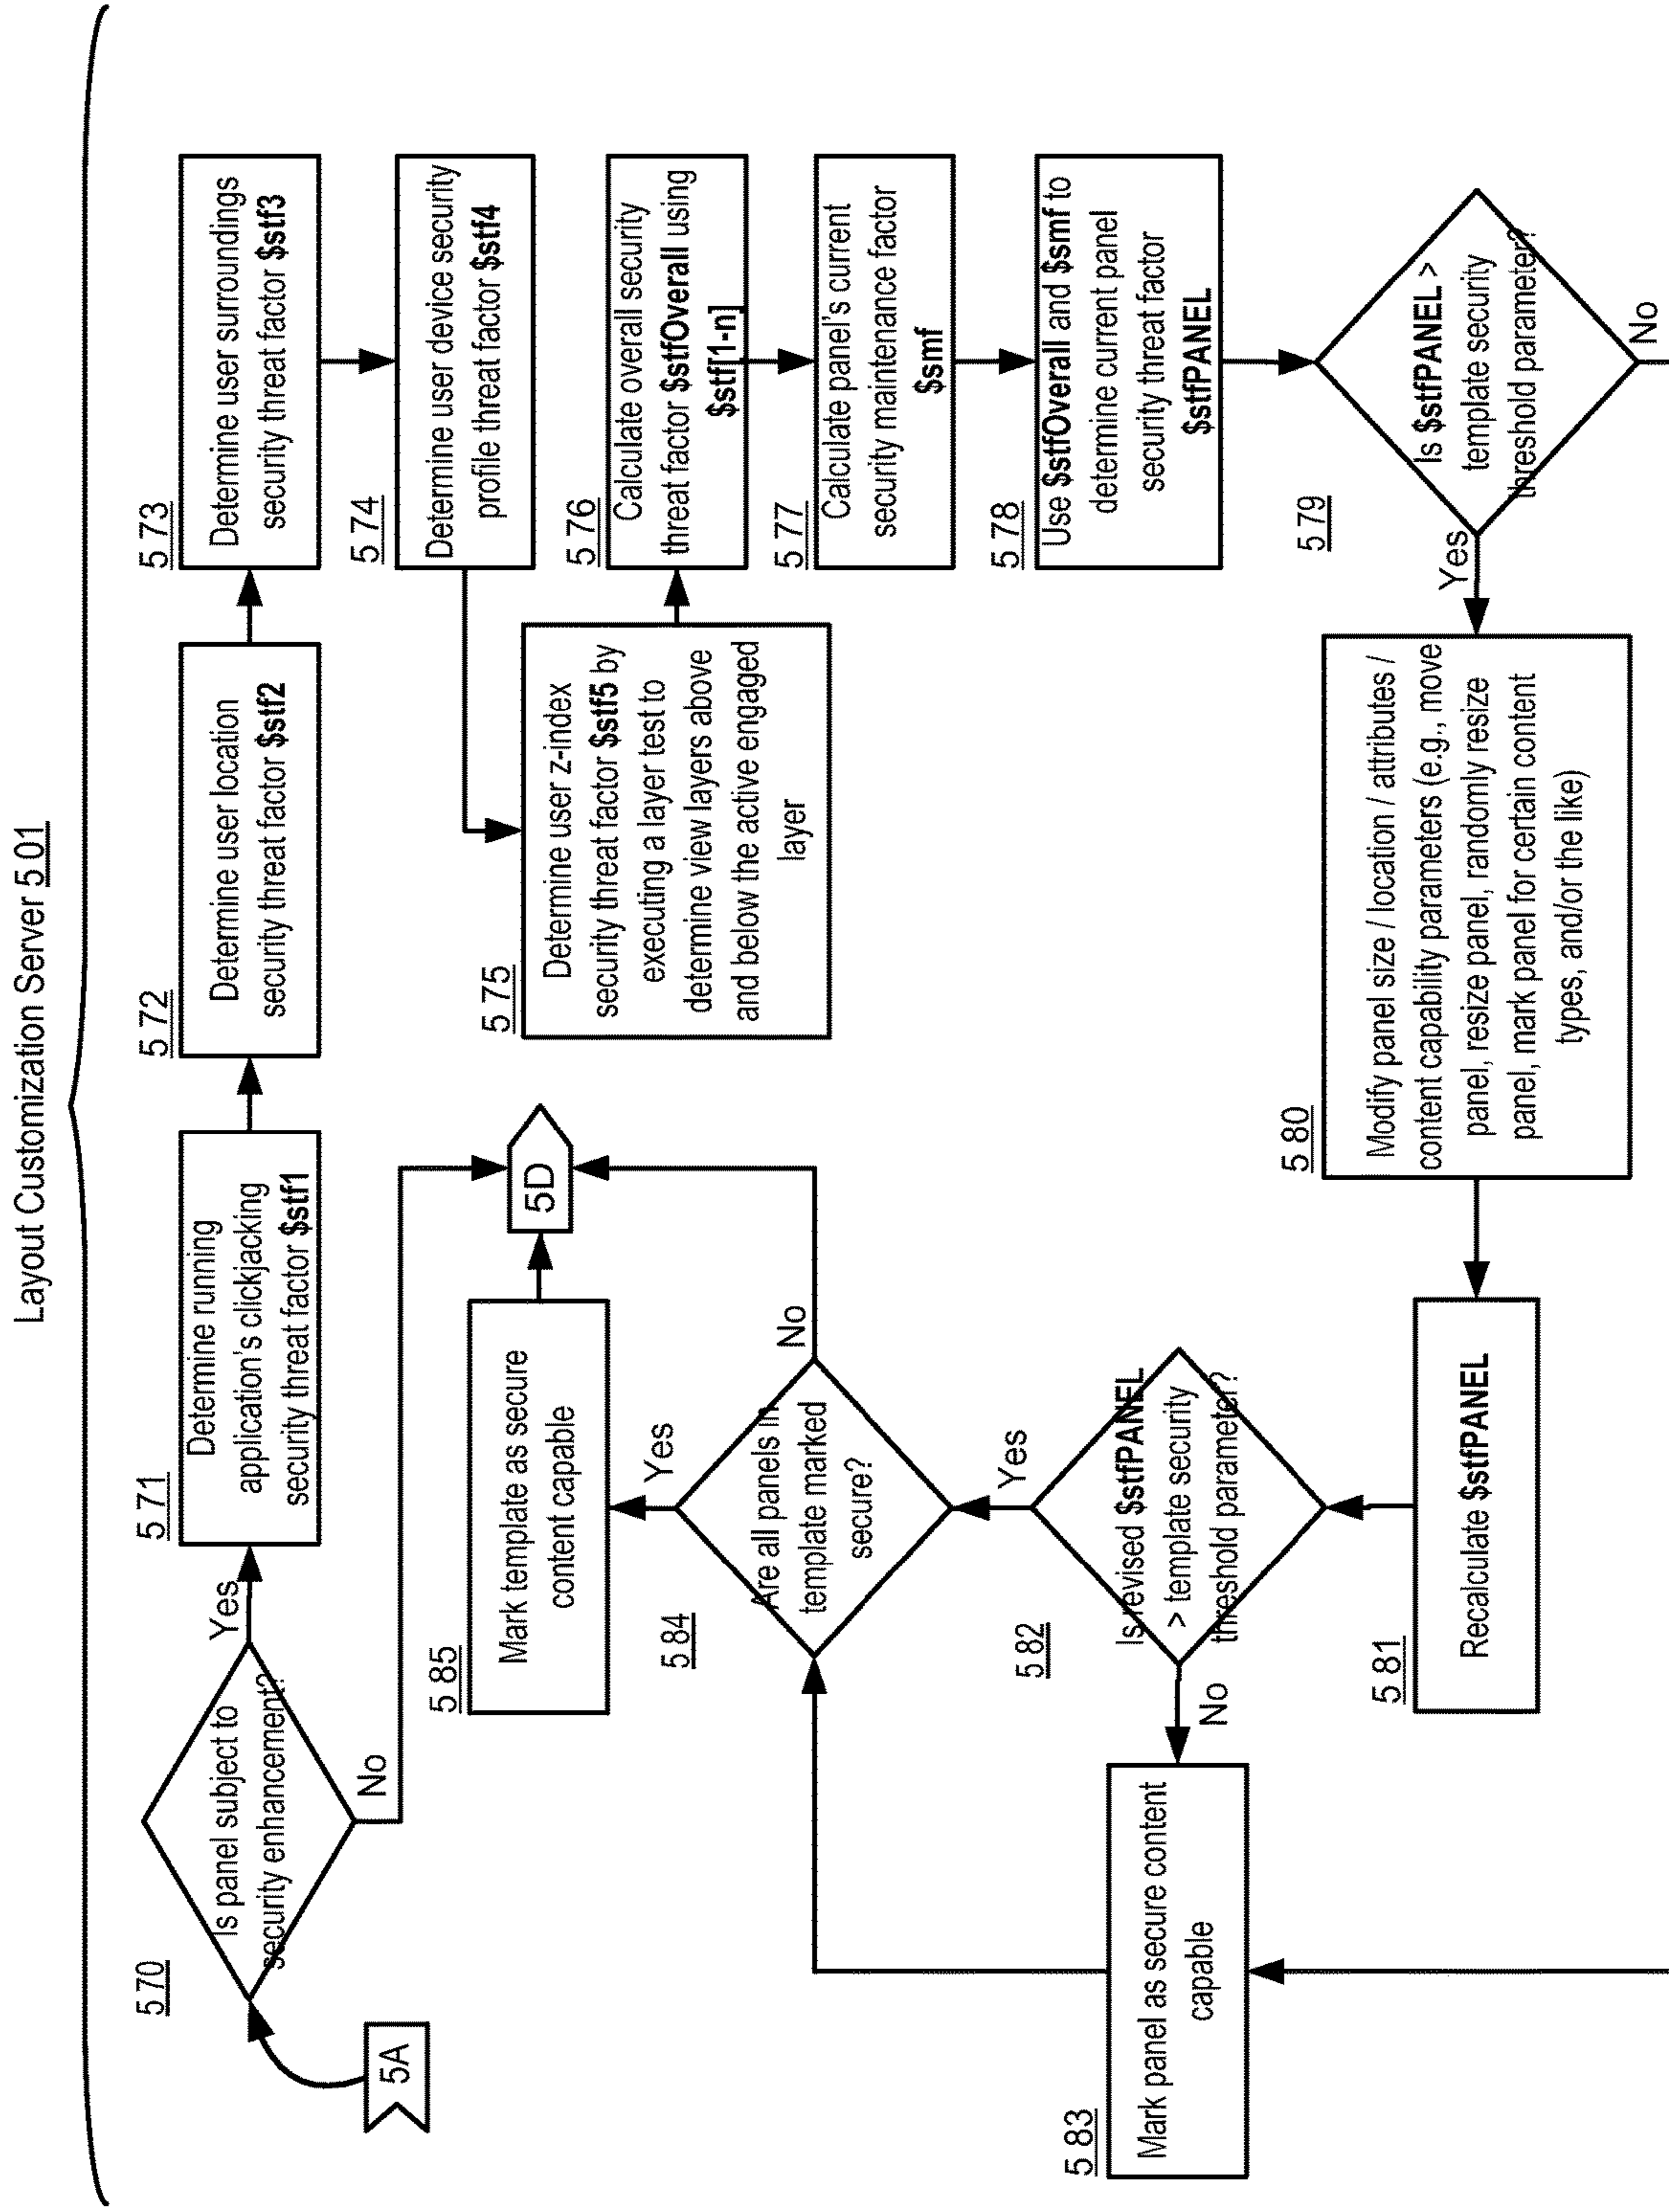 Layout Customization Server 5 01
5A
5 70
Is panel subject to
security enhancement?
Yes
No
5 71
Determine running
application's clickjacking
security threat factor $stf1
5 72
Determine user location
security threat factor $stf2
5 73
Determine user surroundings
security threat factor $stf3
5 74
Determine user device security
profile threat factor $stf4
5 75
Determine user z-index
security threat factor $stf5 by
executing a layer test to
determine view layers above
and below the active engaged
layer
5 76
Calculate overall security
threat factor $stfOverall using
$stf[1-n]
5 77
Calculate panel's current
security maintenance factor
$smf
5 78
Use $stfOverall and $smf to
determine current panel
security threat factor
$stfPANEL
5 79
Is $stfPANEL >
template security
threshold parameter?
Yes
No
5 80
Modify panel size / location / attributes /
content capability parameters (e.g., move
panel, resize panel, randomly resize
panel, mark panel for certain content
types, and/or the like)
5 81
Recalculate $stfPANEL
5 82
Is revised $stfPANEL
> template security
threshold parameter?
Yes
No
5 83
Mark panel as secure content
capable
5 84
Are all panels in
template marked
secure?
Yes
No
5 85
Mark template as secure
content capable
5D